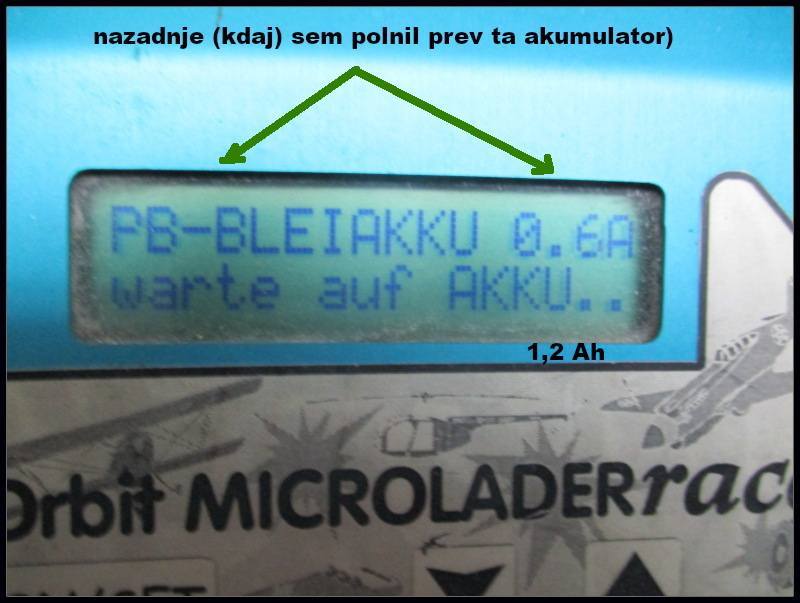 nazadnje (kdaj) sem polnil prev ta akumulator)
PB-BLEIAKKU 0.6A
warte auf AKKU..
1,2 Ah
Orbit MICROLADERrac